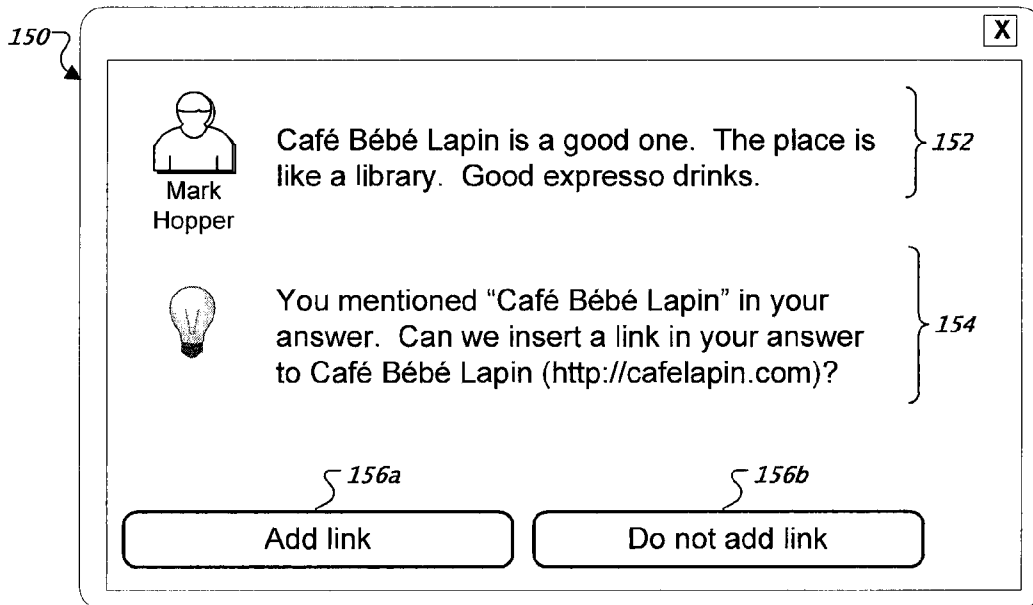 150
X
Café Bébé Lapin is a good one. The place is
like a library. Good expresso drinks.
152
Mark
Hopper
You mentioned “Café Bébé Lapin” in your
answer. Can we insert a link in your answer
to Café Bébé Lapin (http://cafelapin.com)?
154
156a
156b
Add link
Do not add link